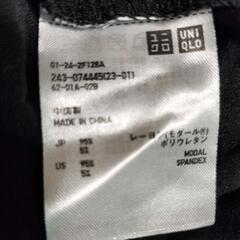 ユニ UNI
クロ QLO
01-24-2F128A
243-074445(23-01)
62-01A-02B
中国製
MADE IN CHINA
JP 95% レーヨン(モダール®)
5% ポリウレタン
US 95% MODAL
5% SPANDEX